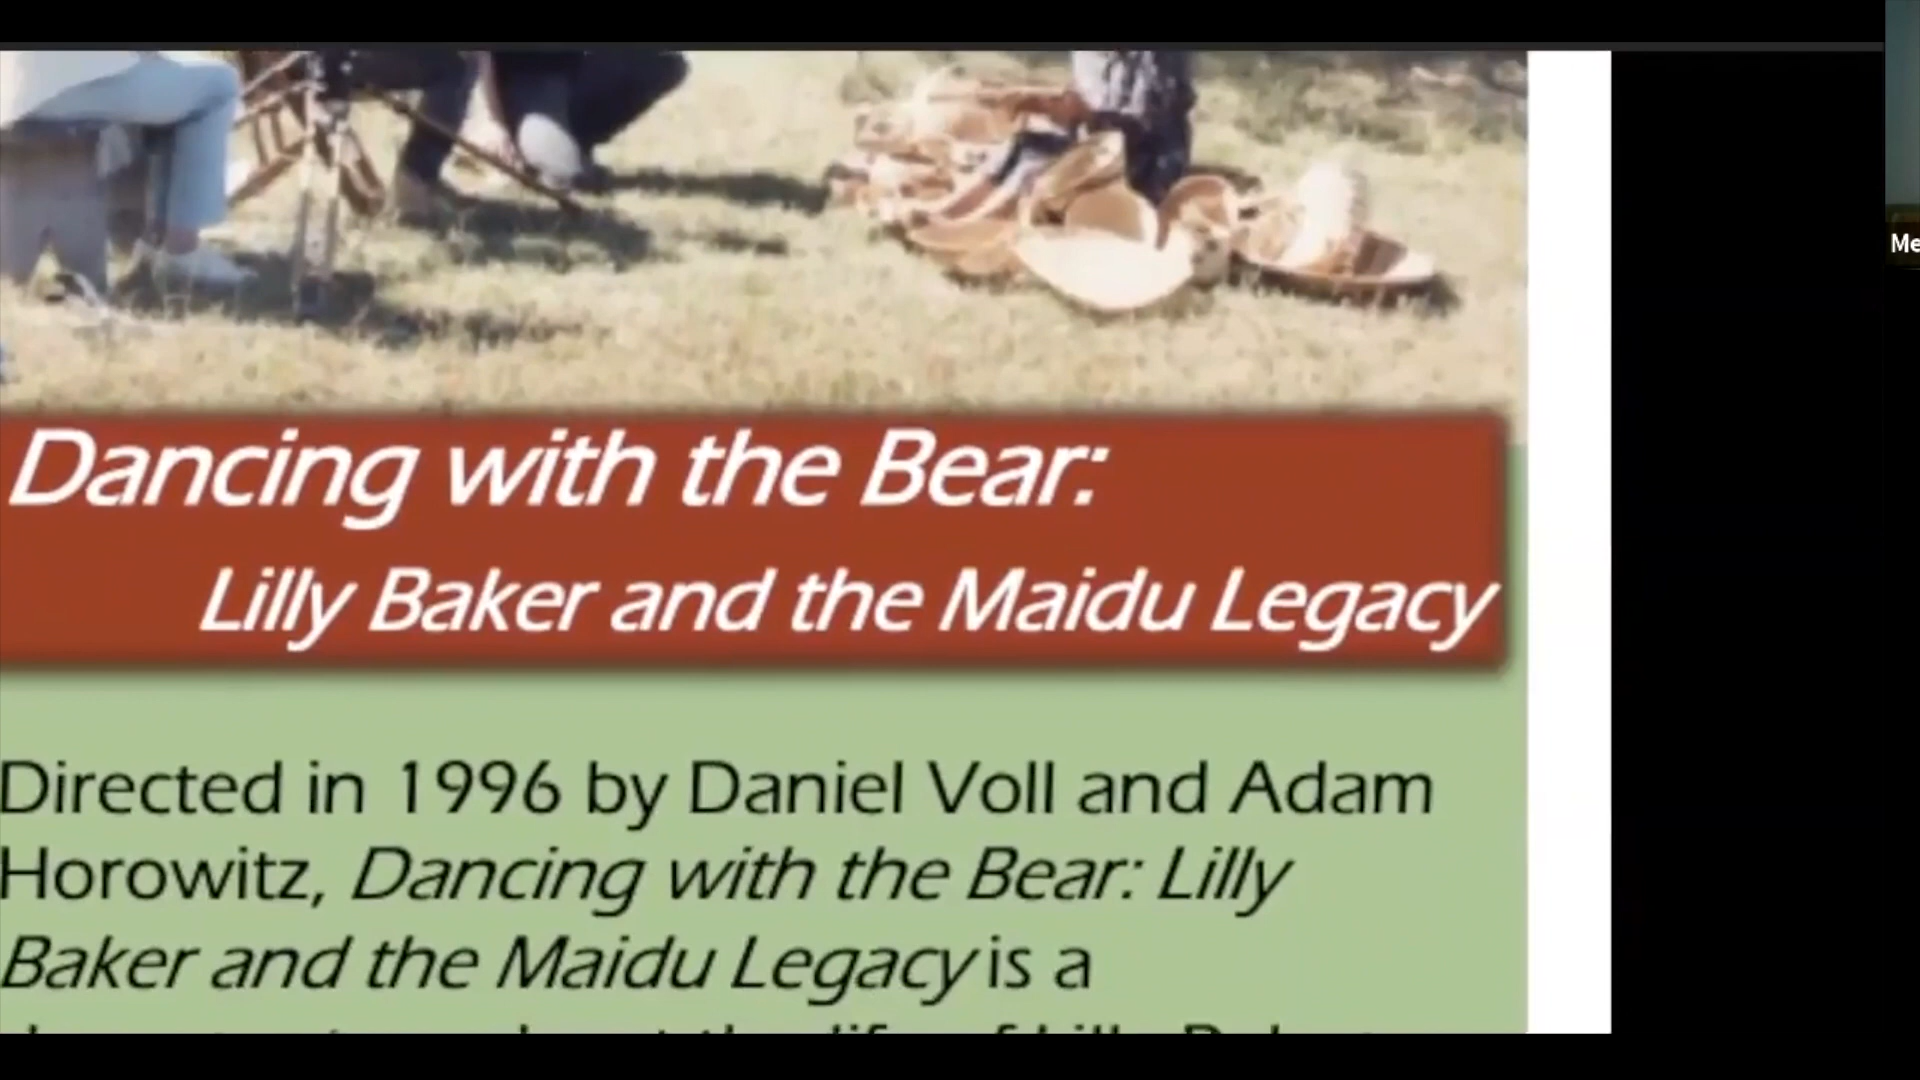 Dancing with the Bear:
Lilly Baker and the Maidu Legacy
Directed in 1996 by Daniel Voll and Adam
Horowitz, Dancing with the Bear: Lilly
Baker and the Maidu Legacy is a
Me